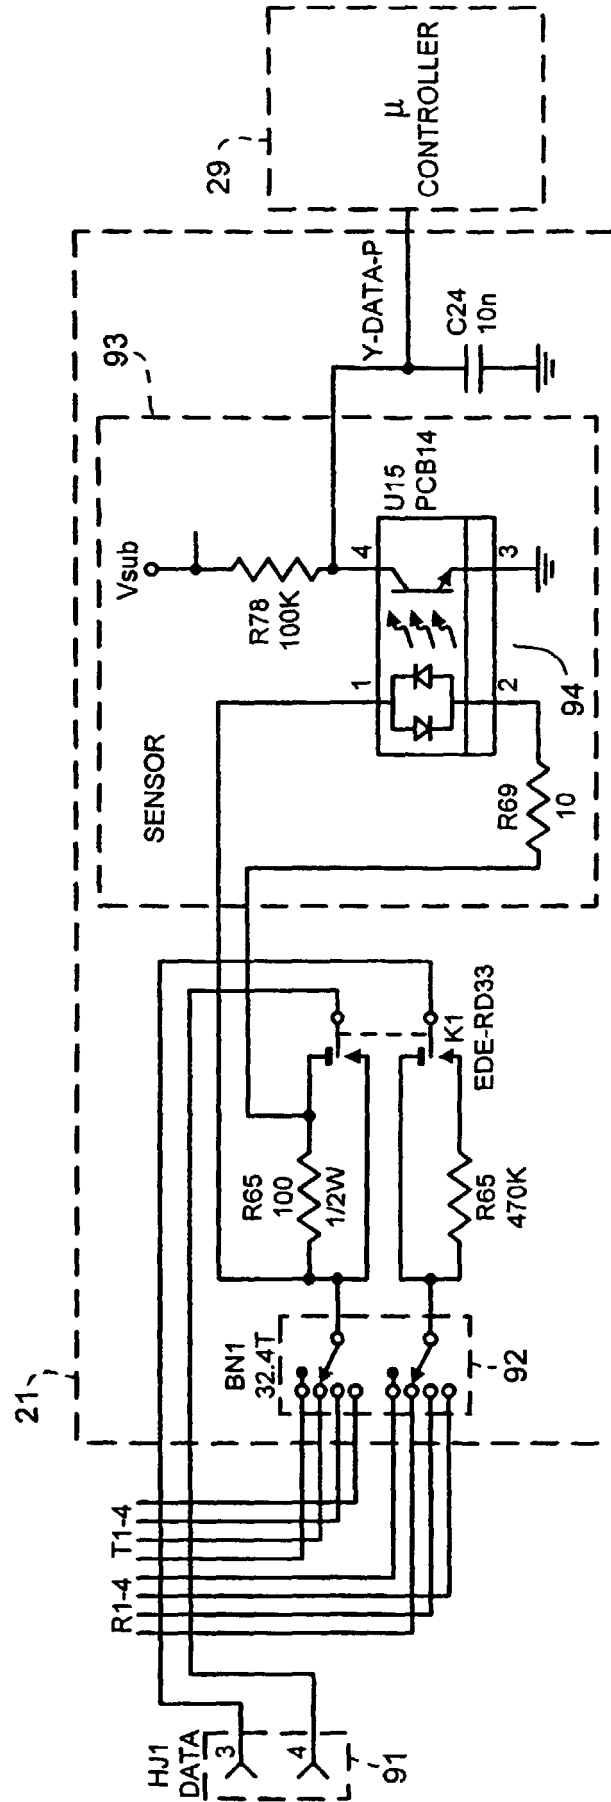 29
μ
CONTROLLER
93
Y-DATA-P
C24
10n
Vsub
R78
100K
4
U15
PCB14
3
SENSOR
1
2
94
R69
10
21
R65
100
1/2W
K1
EDE-RD33
R65
470K
BN1
32.4T
92
T1-4
R1-4
HJ1
DATA
3
4
91